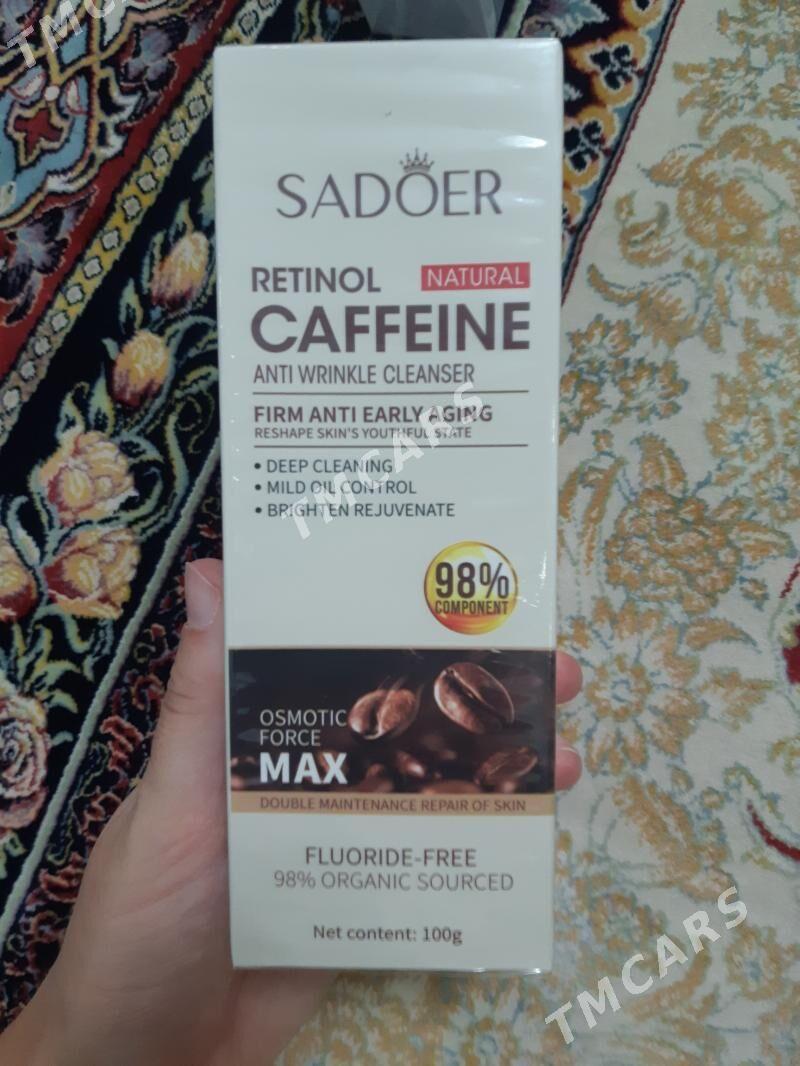 TMCARS
SADOER
RETINOL
NATURAL
CAFFEINE
ANTI WRINKLE CLEANSER
FIRM ANTI EARLY AGING
RESHAPE SKIN'S YOUTHFUL STATE
• DEEP CLEANING
• MILD OIL CONTROL
• BRIGHTEN REJUVENATE
TMCARS
98%
COMPONENT
OSMOTIC
FORCE
MAX
DOUBLE MAINTENANCE REPAIR OF SKIN
FLUORIDE-FREE
98% ORGANIC SOURCED
Net content: 100g
TMCARS